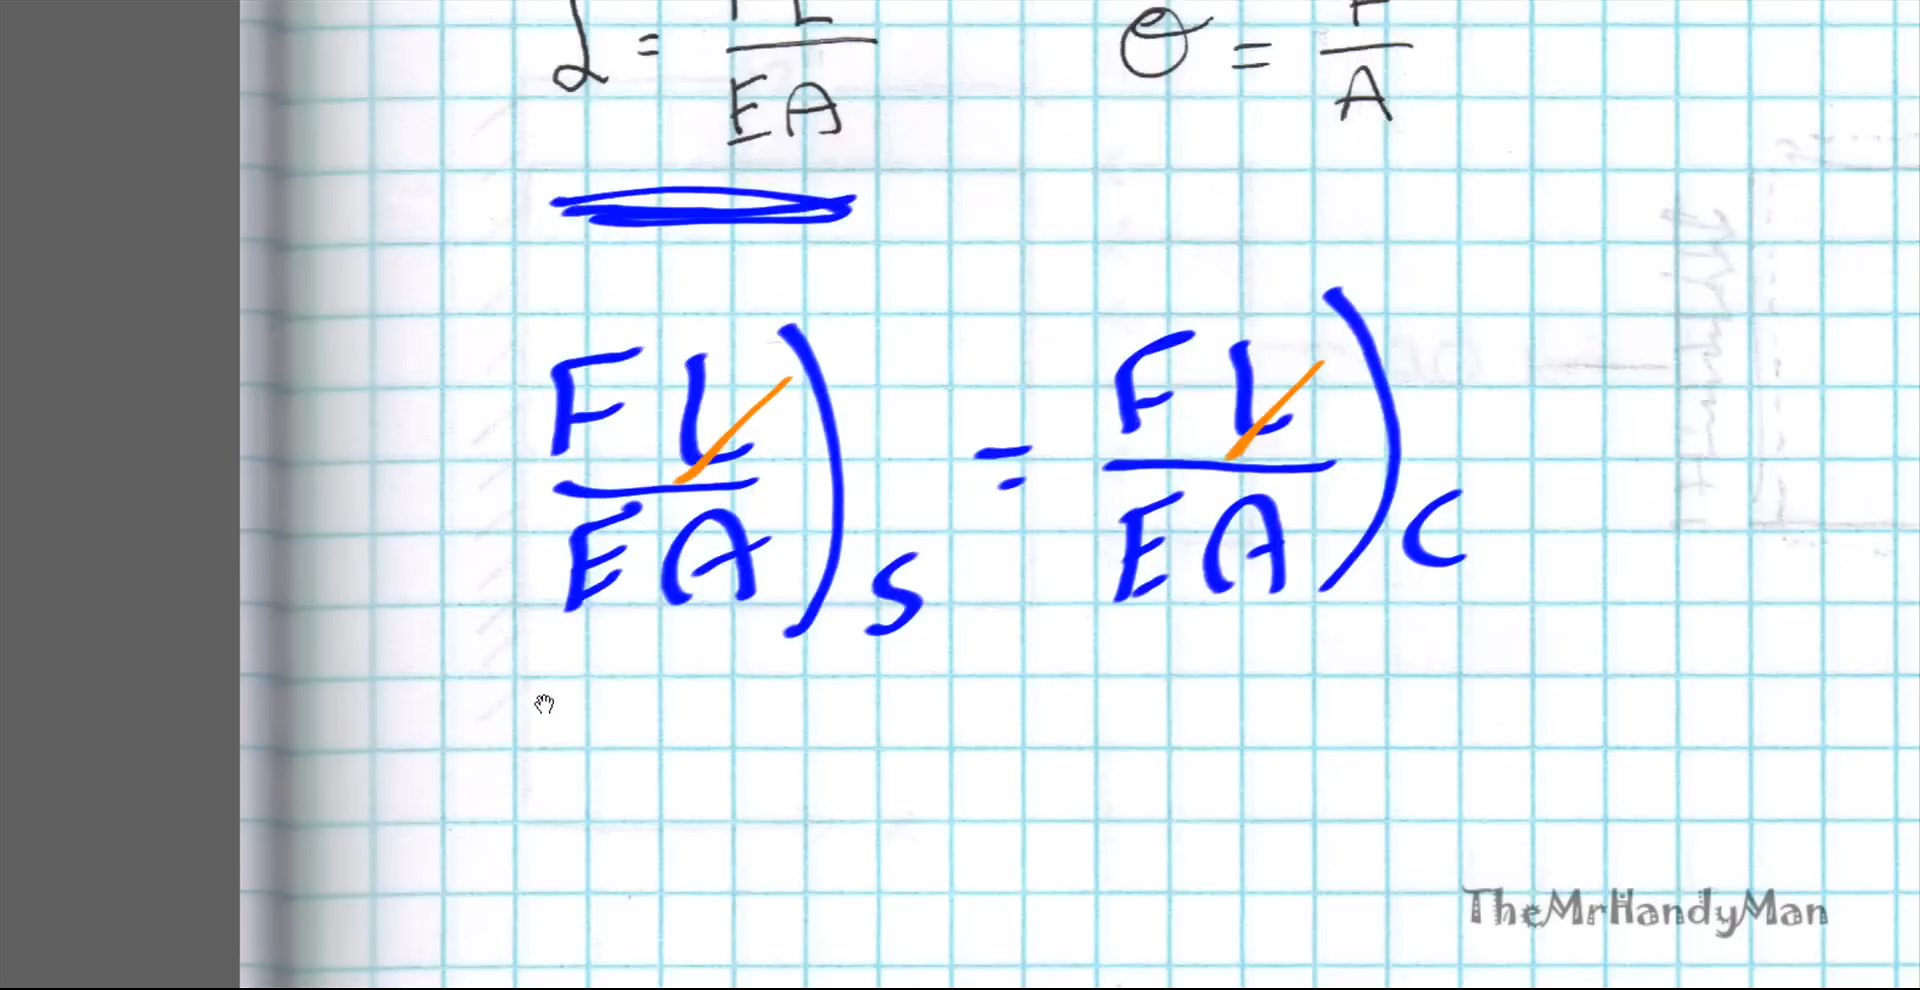 δ = FL / EA   σ = F / A
FL / EA )S = FL / EA )C
TheMrHandyMan